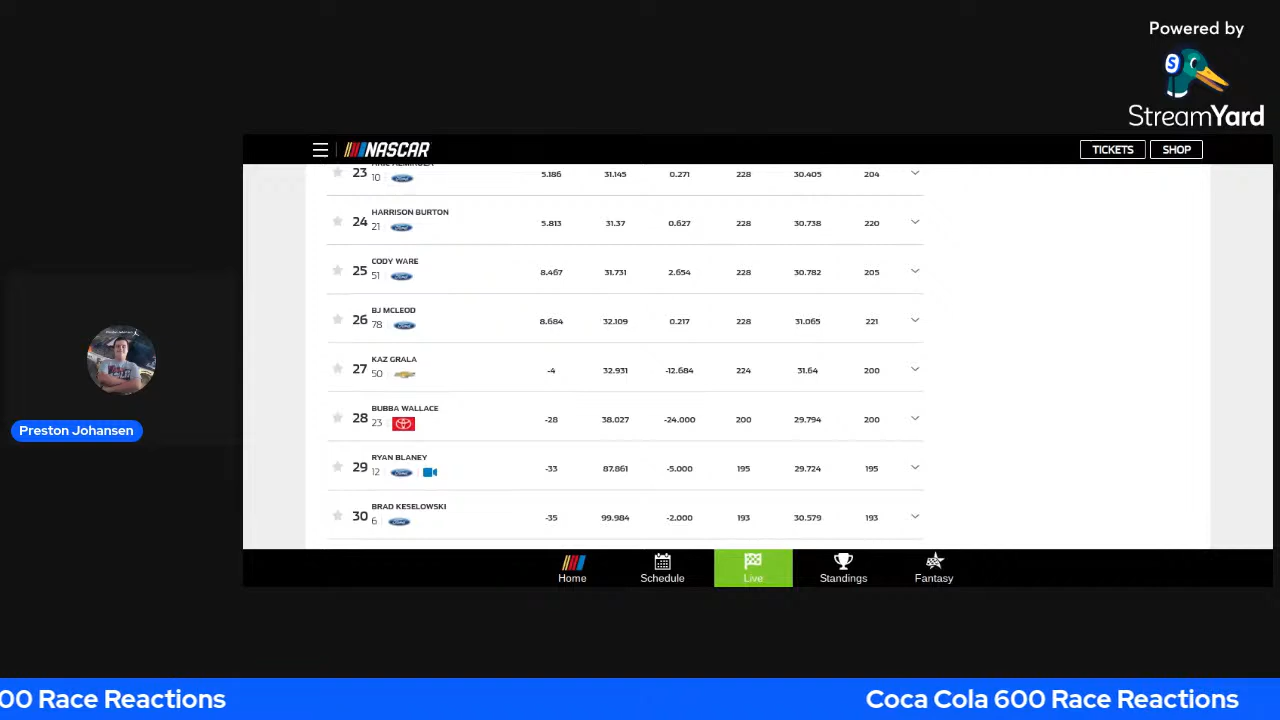 Powered by
StreamYard
NASCAR
TICKETS
SHOP
23 10 5.186 31.145 0.271 228 30.405 204
HARRISON BURTON
24 21 Ford 5.813 31.37 0.627 228 30.738 220
CODY WARE
25 51 Ford 8.467 31.731 2.654 228 30.782 205
BJ MCLEOD
26 78 Ford 8.684 32.109 0.217 228 31.065 221
KAZ GRALA
27 50 -4 32.931 -12.684 224 31.64 200
BUBBA WALLACE
28 23 -28 38.027 -24.000 200 29.794 200
RYAN BLANEY
29 12 Ford -33 87.861 -5.000 195 29.724 195
BRAD KESELOWSKI
30 6 Ford -35 99.984 -2.000 193 30.579 193
Preston Johansen
Home Schedule Live Standings Fantasy
00 Race Reactions
Coca Cola 600 Race Reactions